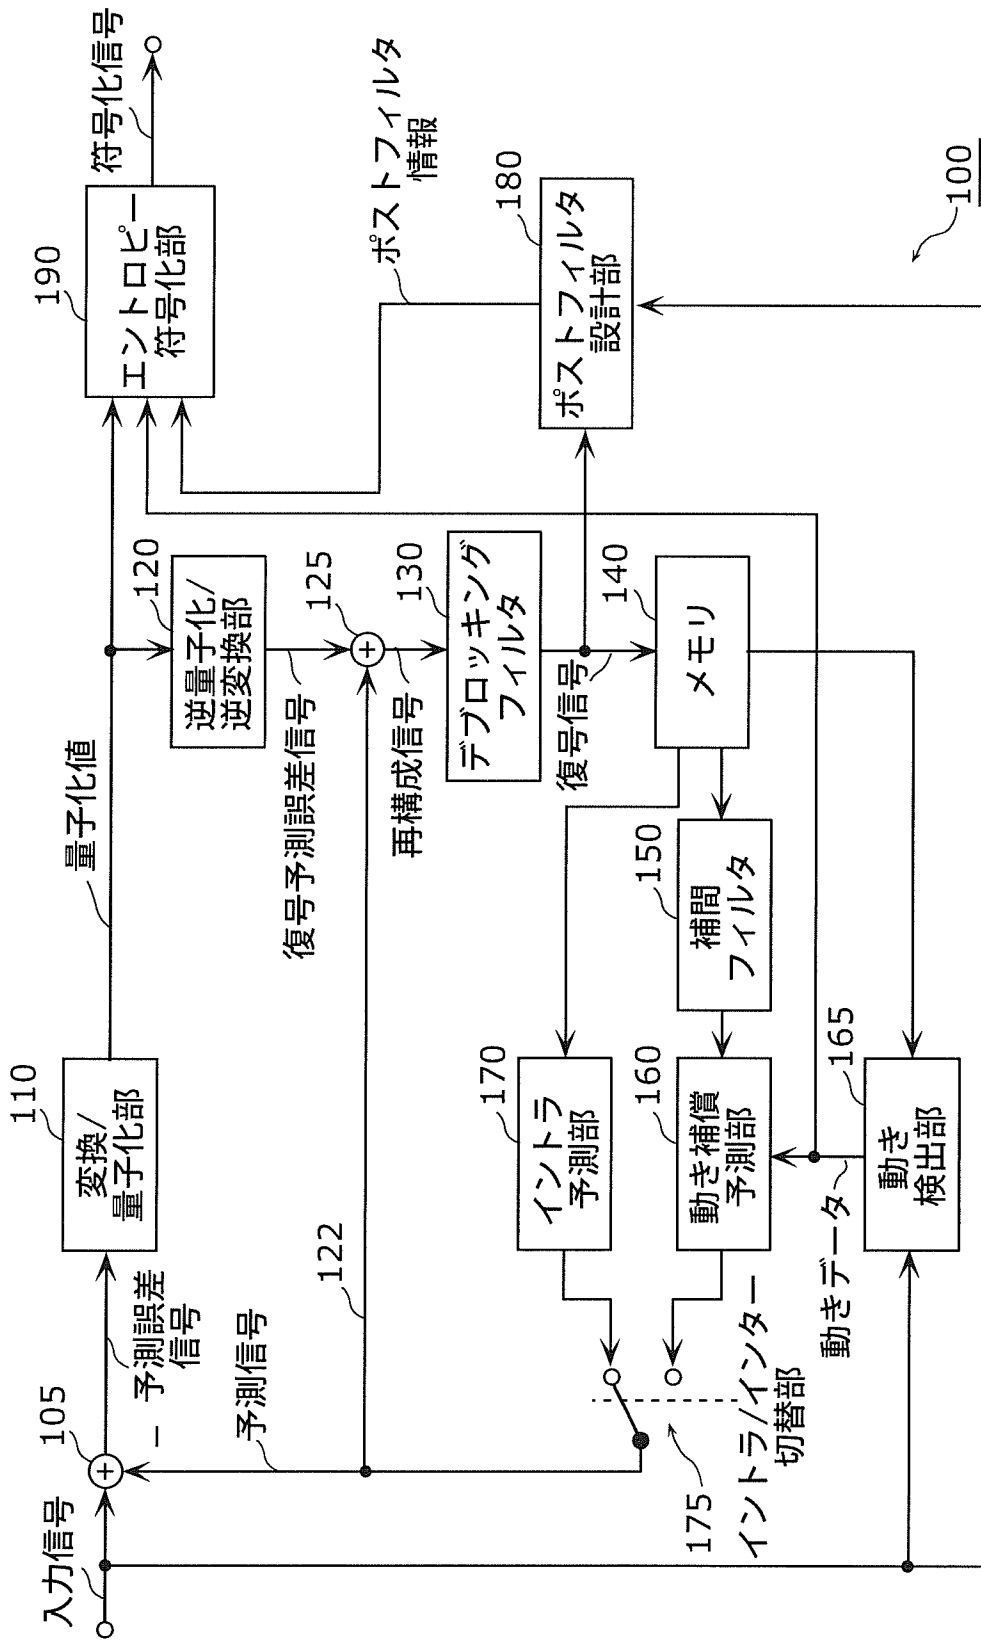 入力信号
105
−
予測誤差
信号
110
変換/
量子化部
量子化値
190
エントロピー
符号化部
符号化信号
予測信号
122
120
逆量子化/
逆変換部
復号予測誤差信号
125
再構成信号
130
デブロッキング
フィルタ
復号信号
ポストフィルタ
情報
180
ポストフィルタ
設計部
140
メモリ
150
補間
フィルタ
170
イントラ
予測部
160
動き補償
予測部
175
イントラ/インター
切替部
動きデータ
165
動き
検出部
100